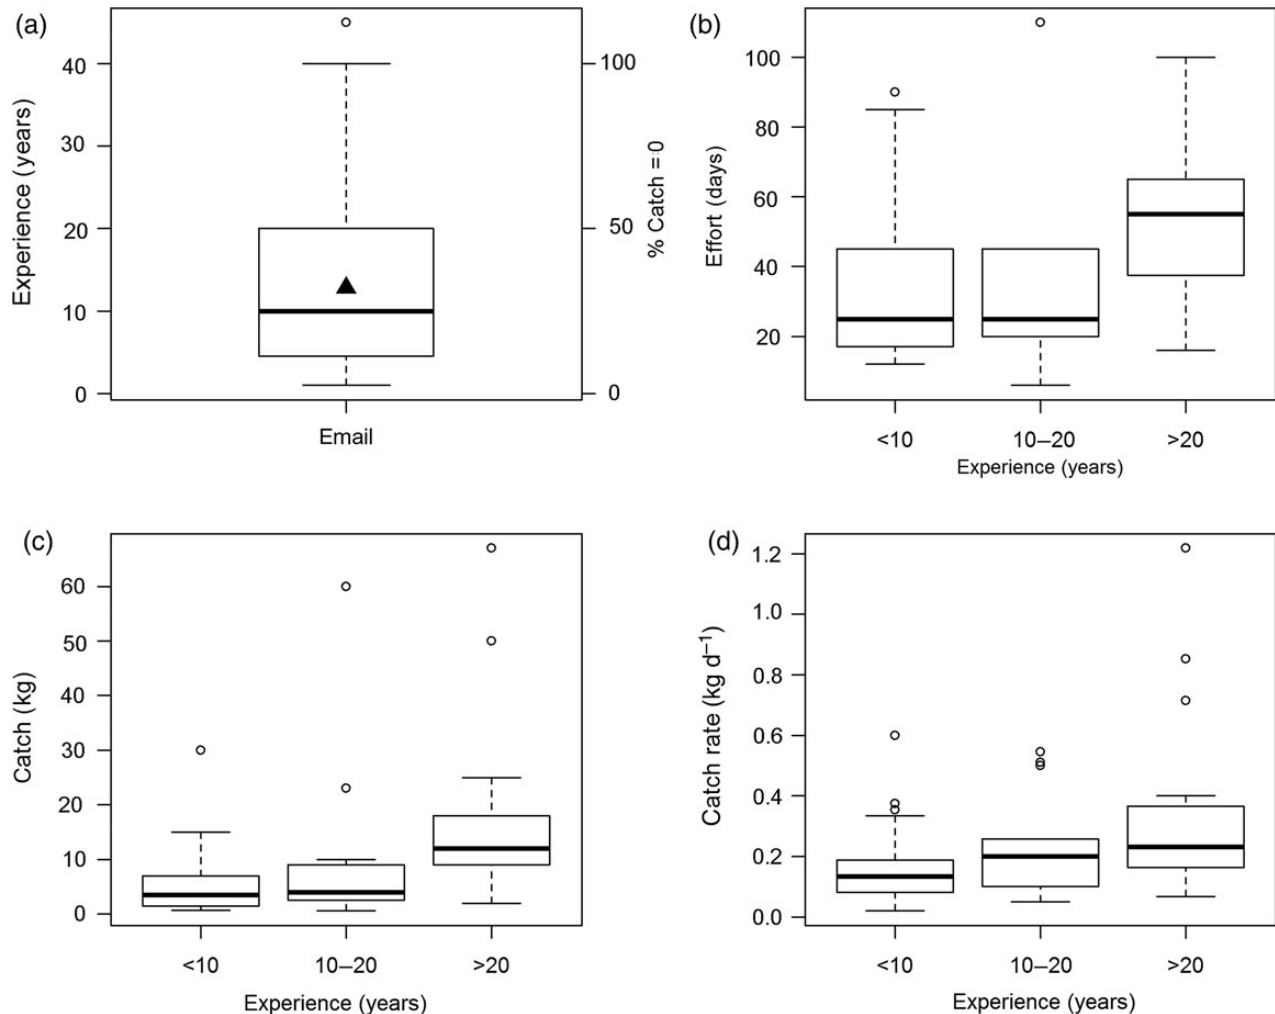 (a)
Experience (years)
40
30
20
10
0
100
50
0
% Catch =0
Email
(b)
Effort (days)
100
80
60
40
20
<10 10–20 >20
Experience (years)
(c)
Catch (kg)
60
50
40
30
20
10
0
<10 10–20 >20
Experience (years)
(d)
Catch rate (kg d⁻¹)
1.2
1.0
0.8
0.6
0.4
0.2
0.0
<10 10–20 >20
Experience (years)